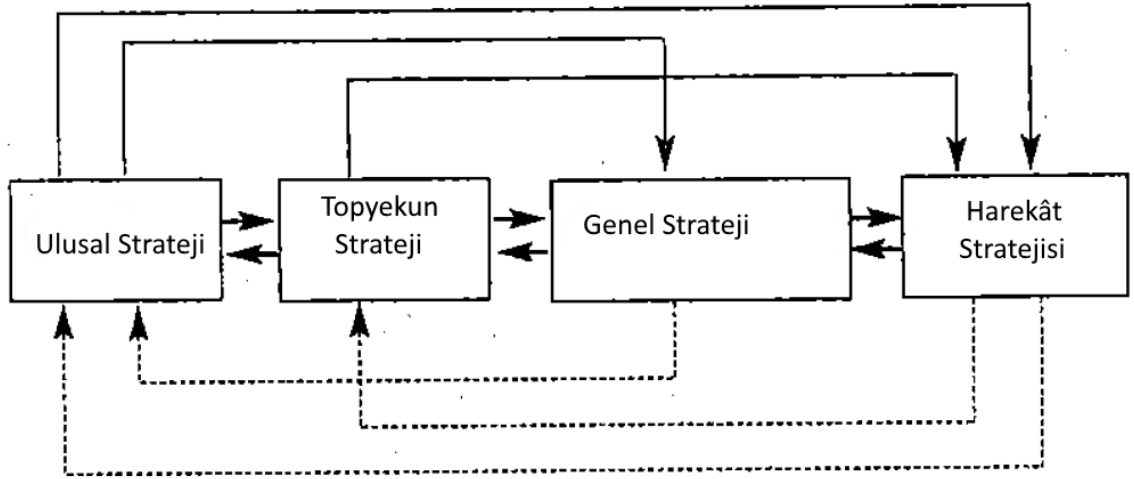 Ulusal Strateji
Topyekun
Strateji
Genel Strateji
Harekât
Stratejisi